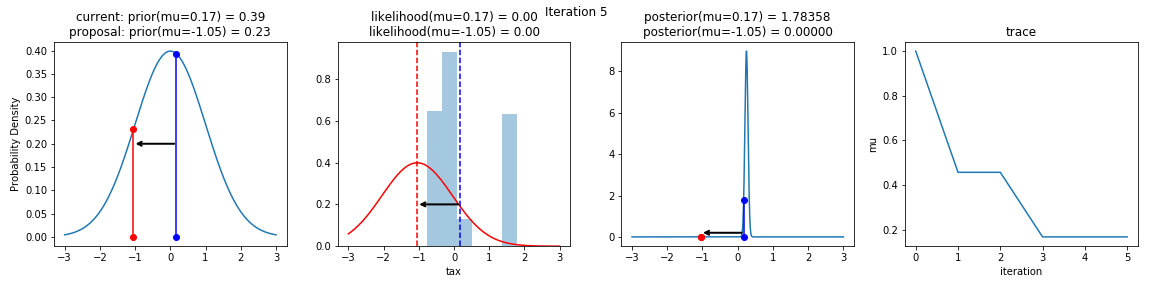 Iteration 5
current: prior(mu=0.17) = 0.39
proposal: prior(mu=-1.05) = 0.23
0.40
0.35
0.30
0.25
0.20
0.15
0.10
0.05
0.00
Probability Density
−3 −2 −1 0 1 2 3
likelihood(mu=0.17) = 0.00
likelihood(mu=-1.05) = 0.00
0.8
0.6
0.4
0.2
0.0
−3 −2 −1 0 1 2 3
tax
posterior(mu=0.17) = 1.78358
posterior(mu=-1.05) = 0.00000
8
6
4
2
0
−3 −2 −1 0 1 2 3
trace
1.0
0.8
0.6
0.4
0.2
mu
0 1 2 3 4 5
iteration